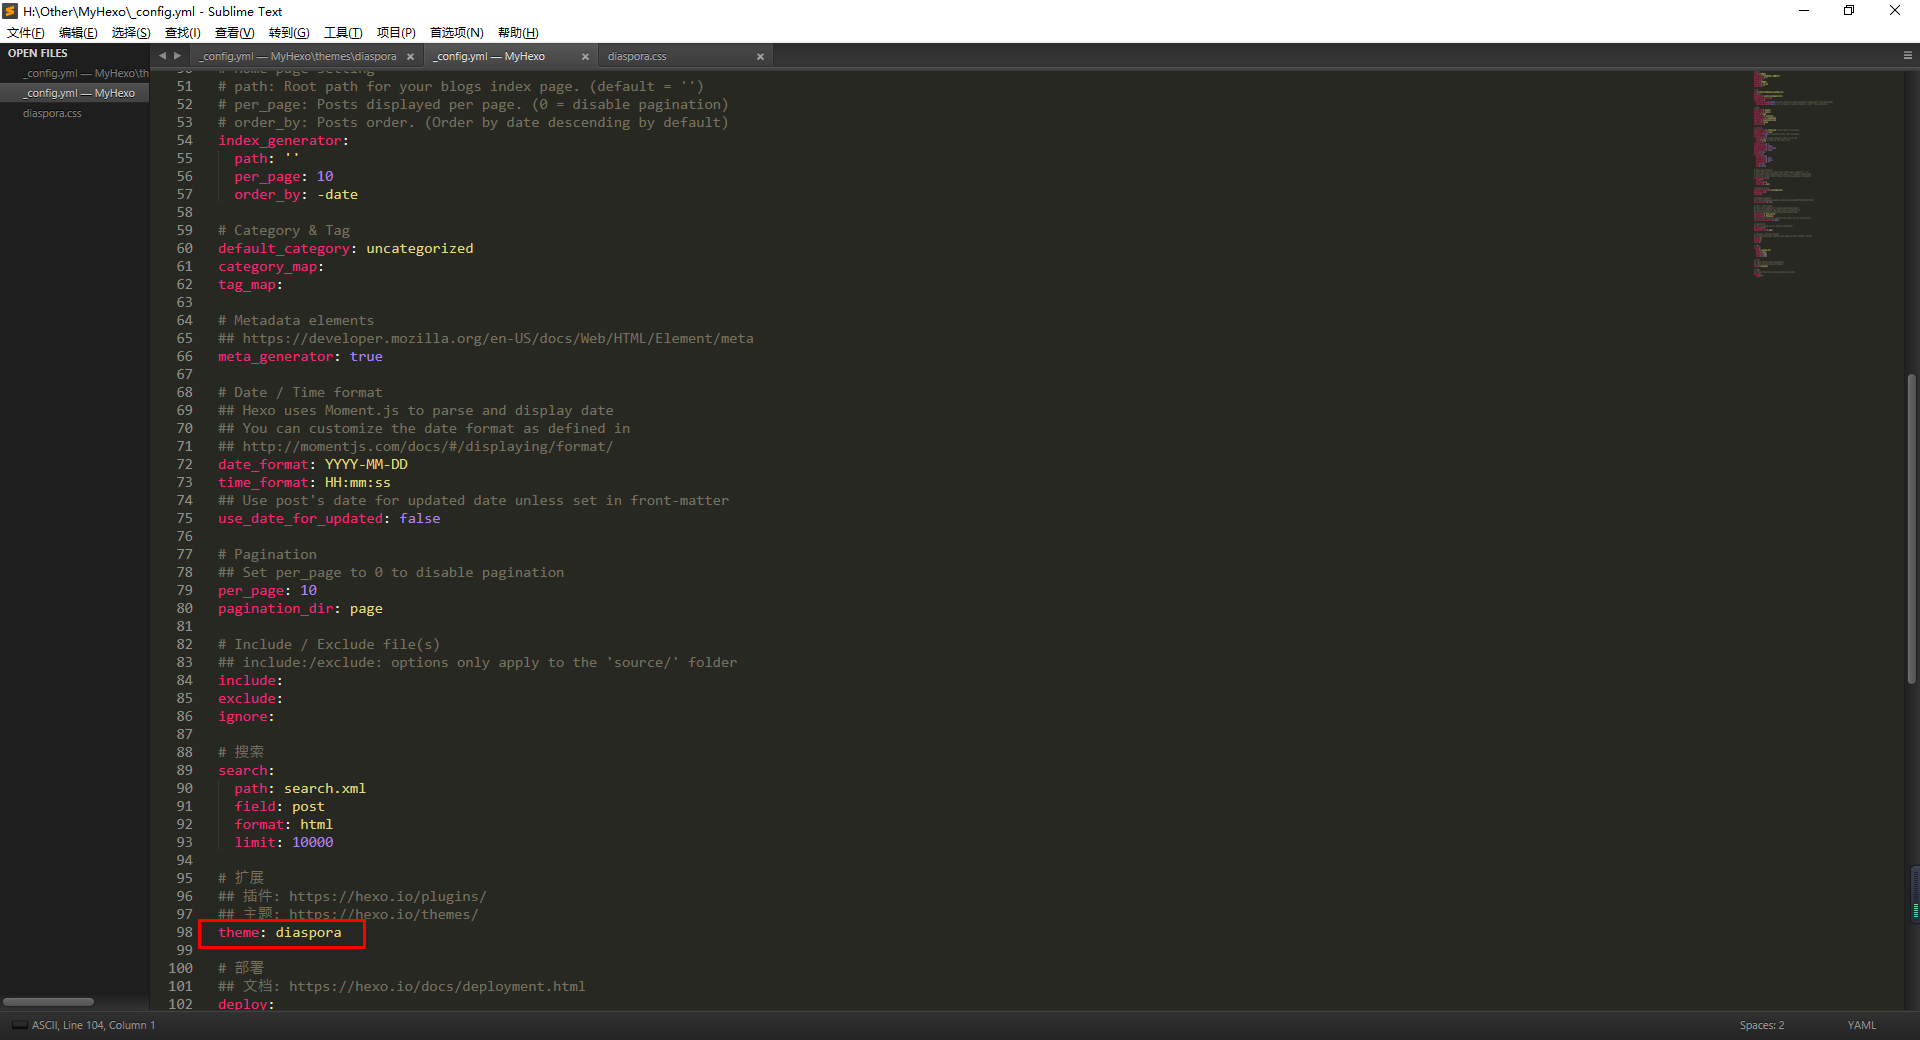 H:\Other\MyHexo\_config.yml - Sublime Text
文件(F) 编辑(E) 选择(S) 查找(I) 查看(V) 转到(G) 工具(T) 项目(P) 首选项(N) 帮助(H)
OPEN FILES
_config.yml — MyHexo\th
_config.yml — MyHexo
diaspora.css
_config.yml — MyHexo\themes\diaspora
_config.yml — MyHexo
diaspora.css
50 # Home page setting
51 # path: Root path for your blogs index page. (default = '')
52 # per_page: Posts displayed per page. (0 = disable pagination)
53 # order_by: Posts order. (Order by date descending by default)
54 index_generator:
55   path: ''
56   per_page: 10
57   order_by: -date
58
59 # Category & Tag
60 default_category: uncategorized
61 category_map:
62 tag_map:
63
64 # Metadata elements
65 ## https://developer.mozilla.org/en-US/docs/Web/HTML/Element/meta
66 meta_generator: true
67
68 # Date / Time format
69 ## Hexo uses Moment.js to parse and display date
70 ## You can customize the date format as defined in
71 ## http://momentjs.com/docs/#/displaying/format/
72 date_format: YYYY-MM-DD
73 time_format: HH:mm:ss
74 ## Use post's date for updated date unless set in front-matter
75 use_date_for_updated: false
76
77 # Pagination
78 ## Set per_page to 0 to disable pagination
79 per_page: 10
80 pagination_dir: page
81
82 # Include / Exclude file(s)
83 ## include:/exclude: options only apply to the 'source/' folder
84 include:
85 exclude:
86 ignore:
87
88 # 搜索
89 search:
90   path: search.xml
91   field: post
92   format: html
93   limit: 10000
94
95 # 扩展
96 ## 插件: https://hexo.io/plugins/
97 ## 主题: https://hexo.io/themes/
98 theme: diaspora
99
100 # 部署
101 ## 文档: https://hexo.io/docs/deployment.html
102 deploy:
ASCII, Line 104, Column 1
Spaces: 2
YAML